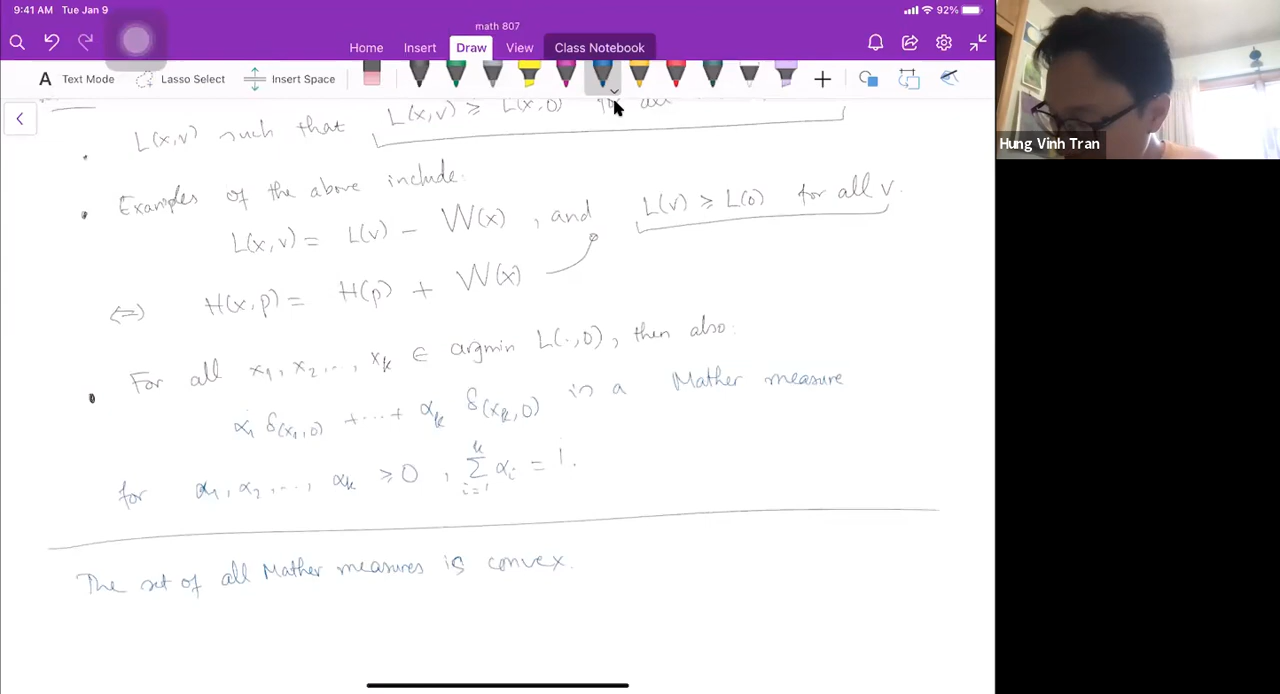 9:41 AM Tue Jan 9
92%
math 807
Home Insert Draw View Class Notebook
A Text Mode Lasso Select Insert Space
Hung Vinh Tran
L(x,v) such that L(x,v) ≥ L(x,0) for all
Examples of the above include:
L(x,v) = L(v) − W(x), and L(v) ≥ L(0) for all v.
⇔ H(x,p) = H(p) + W(x)
For all x₁, x₂, ..., xₖ ∈ argmin L(·,0), then also:
α₁ δ(x₁,0) + ⋯ + αₖ δ(xₖ,0) is a Mather measure
for α₁, α₂, ..., αₖ ≥ 0, ∑ᵢ₌₁ᵏ αᵢ = 1.
The set of all Mather measures is convex.